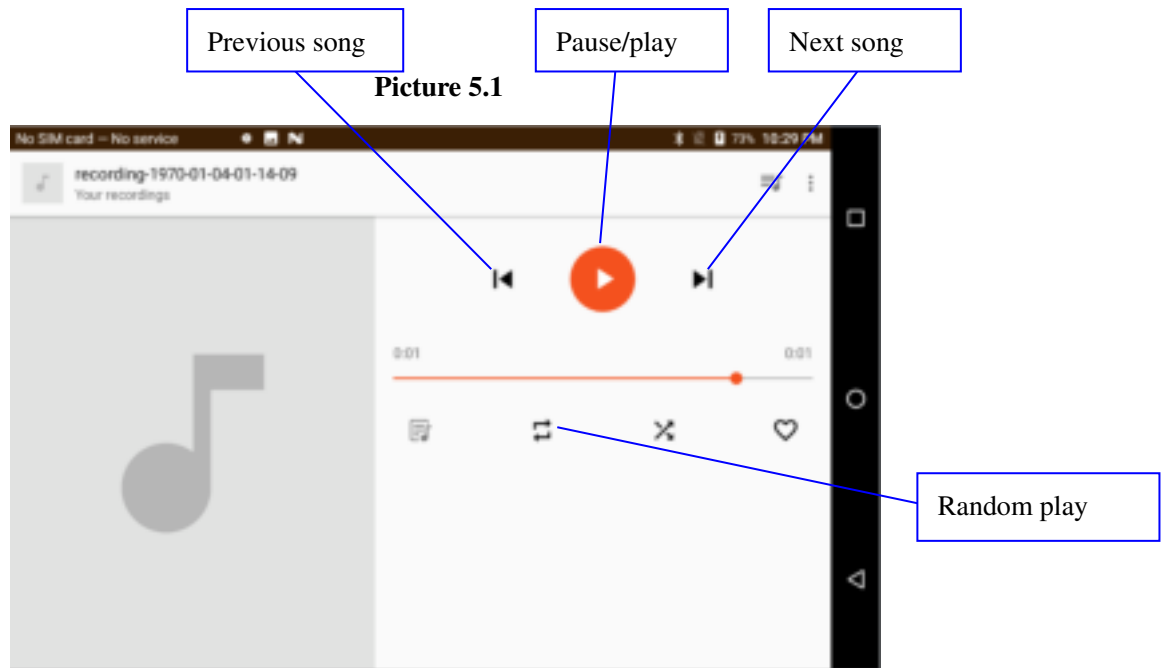 Previous song
Pause/play
Next song
Picture 5.1
No SIM card — No service
73% 10:29 PM
recording-1970-01-04-01-14-09
Your recordings
0:01
0:01
Random play